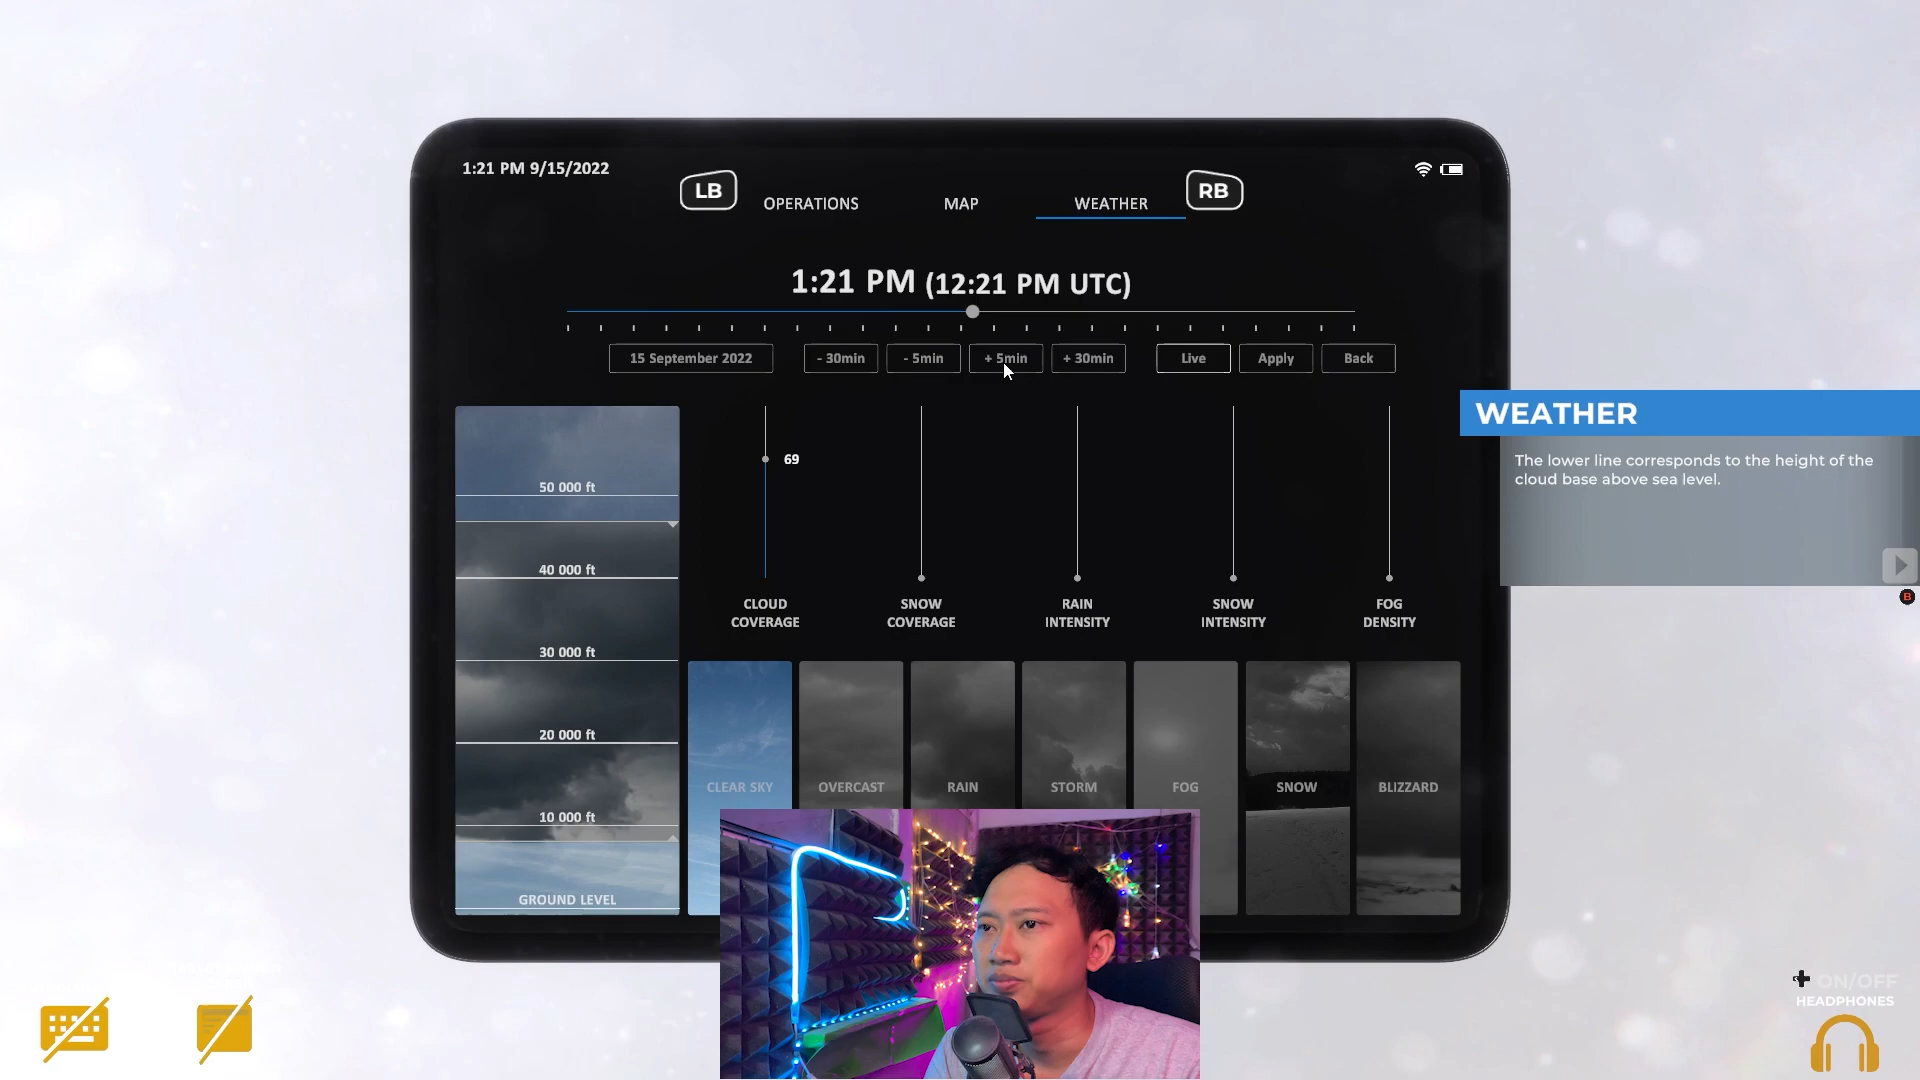 1:21 PM 9/15/2022
LB
OPERATIONS
MAP
WEATHER
RB
1:21 PM (12:21 PM UTC)
15 September 2022
- 30min
- 5min
+ 5min
+ 30min
Live
Apply
Back
50 000 ft
40 000 ft
30 000 ft
20 000 ft
10 000 ft
GROUND LEVEL
69
CLOUD
COVERAGE
SNOW
COVERAGE
RAIN
INTENSITY
SNOW
INTENSITY
FOG
DENSITY
CLEAR SKY
OVERCAST
RAIN
STORM
FOG
SNOW
BLIZZARD
WEATHER
The lower line corresponds to the height of the
cloud base above sea level.
B
ON/OFF
HEADPHONES